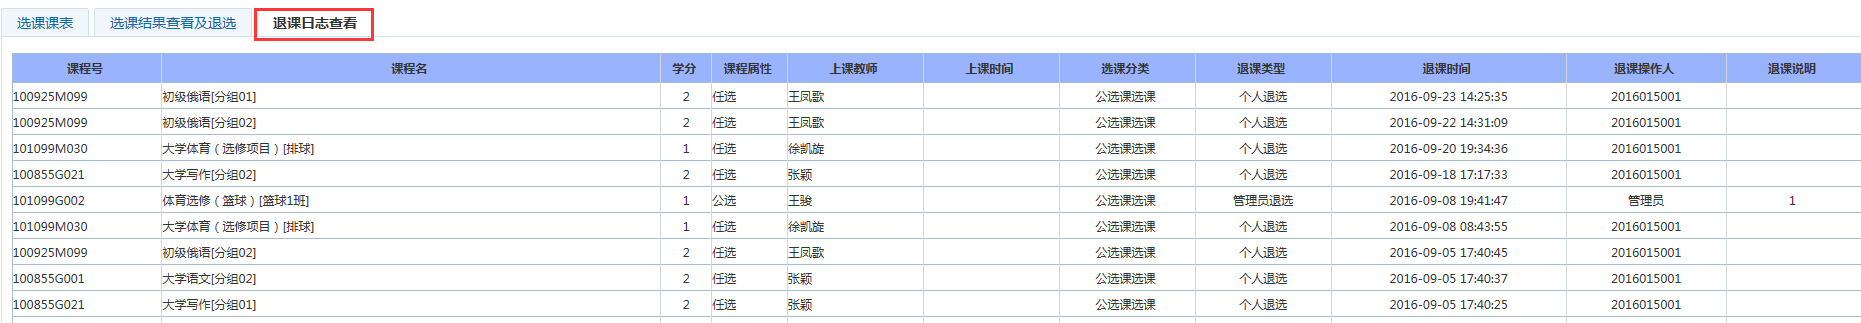 选课课表 选课结果查看及退选 退课日志查看
课程号 课程名 学分 课程属性 上课教师 上课时间 选课分类 退课类型 退课时间 退课操作人 退课说明
100925M099 初级俄语[分组01] 2 任选 王凤歌 公选课选课 个人退选 2016-09-23 14:25:35 2016015001
100925M099 初级俄语[分组02] 2 任选 王凤歌 公选课选课 个人退选 2016-09-22 14:31:09 2016015001
101099M030 大学体育（选修项目）[排球] 1 任选 徐凯旋 公选课选课 个人退选 2016-09-20 19:34:36 2016015001
100855G021 大学写作[分组02] 2 任选 张颖 公选课选课 个人退选 2016-09-18 17:17:33 2016015001
101099G002 体育选修（篮球）[篮球1班] 1 公选 王骏 公选课选课 管理员退选 2016-09-08 19:41:47 管理员 1
101099M030 大学体育（选修项目）[排球] 1 任选 徐凯旋 公选课选课 个人退选 2016-09-08 08:43:55 2016015001
100925M099 初级俄语[分组02] 2 任选 王凤歌 公选课选课 个人退选 2016-09-05 17:40:45 2016015001
100855G001 大学语文[分组02] 2 任选 张颖 公选课选课 个人退选 2016-09-05 17:40:37 2016015001
100855G021 大学写作[分组01] 2 任选 张颖 公选课选课 个人退选 2016-09-05 17:40:25 2016015001